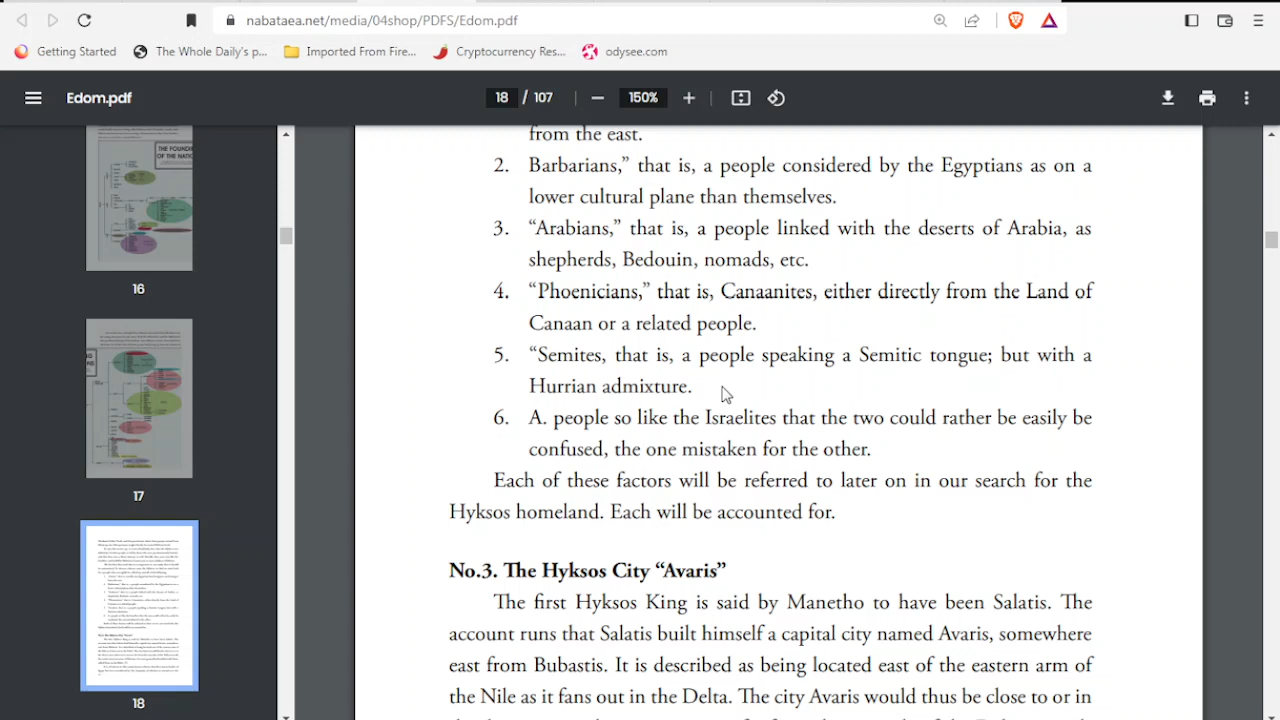 nabataea.net/media/04shop/PDFS/Edom.pdf
Getting Started
The Whole Daily's p...
Imported From Fire...
Cryptocurrency Res...
odysee.com
Edom.pdf
18 / 107
150%
THE FOUNDI
OF THE NATIO
16
17
18
from the east.
2. Barbarians,” that is, a people considered by the Egyptians as on a
lower cultural plane than themselves.
3. “Arabians,” that is, a people linked with the deserts of Arabia, as
shepherds, Bedouin, nomads, etc.
4. “Phoenicians,” that is, Canaanites, either directly from the Land of
Canaan or a related people.
5. “Simites, that is, a people speaking a Semitic tongue; but with a
Hurrian admixture.
6. A people so like the Israelites that the two could rather be easily be
confused, the one mistaken for the other.
Each of these factors will be referred to later on in our search for the
Hyksos homeland. Each will be accounted for.
No.3 The Hyksos City “Avaris”
The first Hyksos King is said by Manetho to have been Salatis. The
account that Salatis built himself a great city named Avaris, somewhere
east from Bubaris. It is described as being just east of the eastern arm of
the Nile as it fans out in the Delta. The city Avaris would thus be close to or in